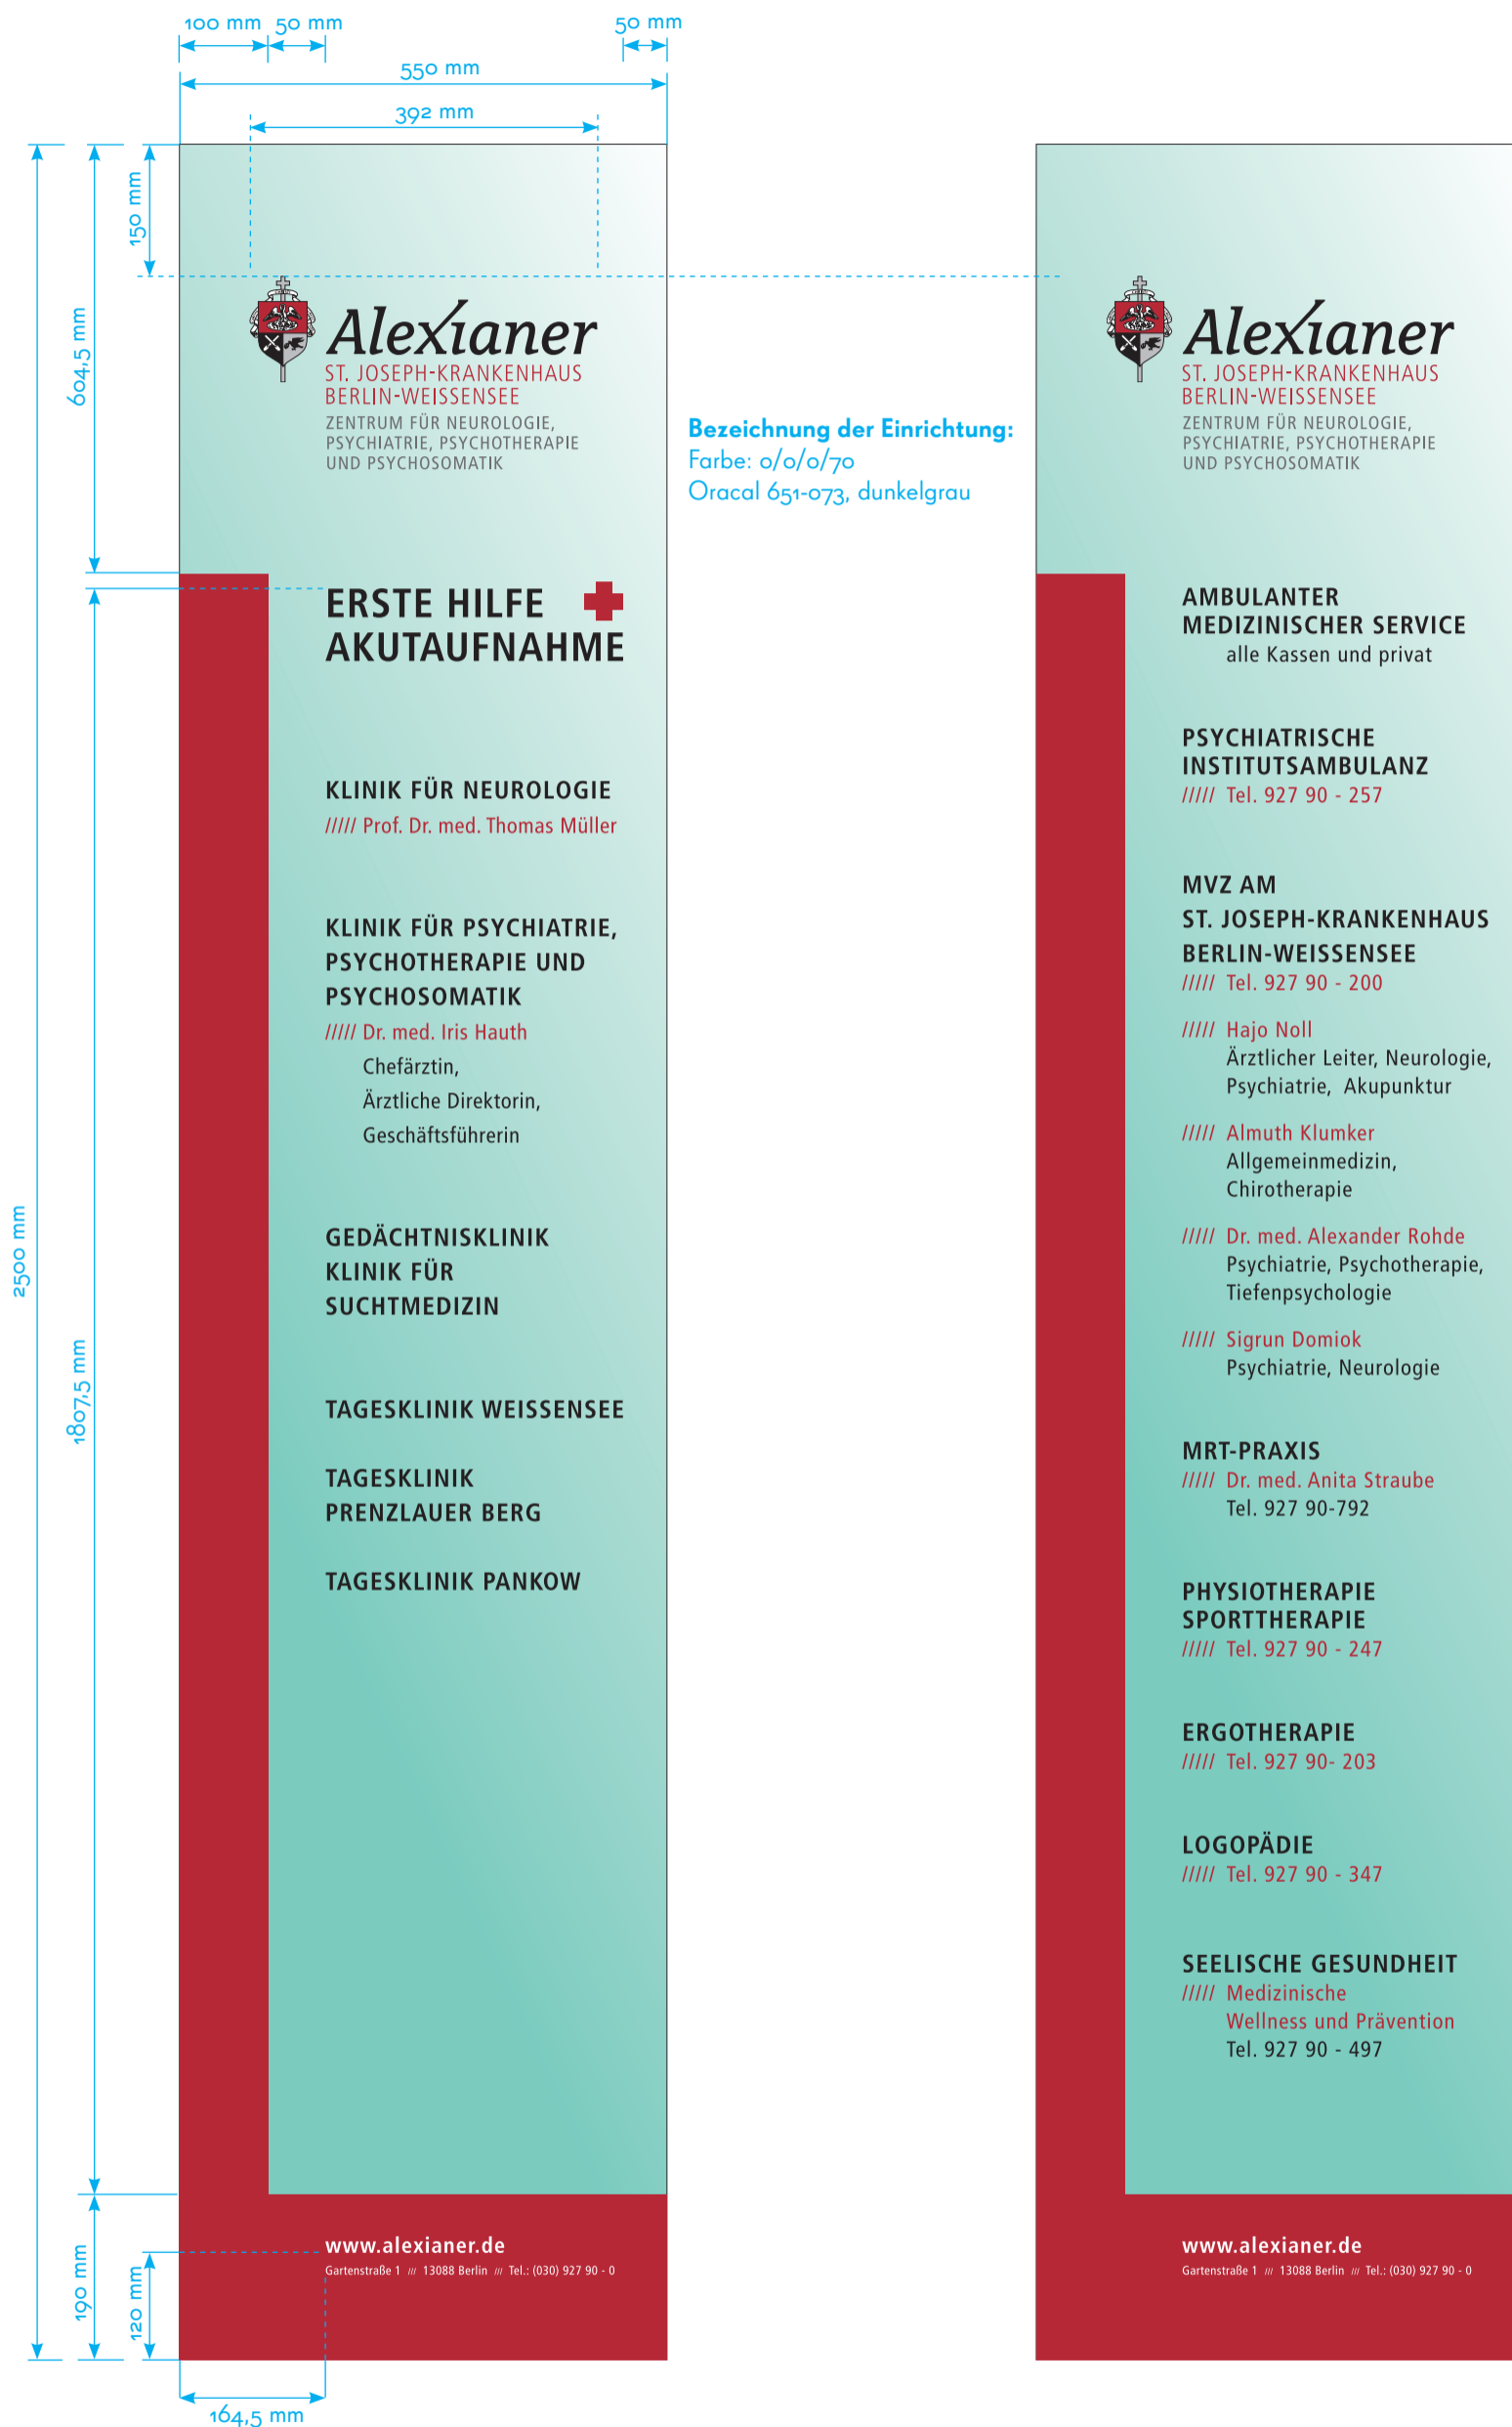 100 mm
50 mm
50 mm
550 mm
392 mm
150 mm
604,5 mm
2500 mm
1807,5 mm
190 mm
120 mm
164,5 mm
Alexianer
ST. JOSEPH-KRANKENHAUS
BERLIN-WEISSENSEE
ZENTRUM FÜR NEUROLOGIE,
PSYCHIATRIE, PSYCHOTHERAPIE
UND PSYCHOSOMATIK
ERSTE HILFE
AKUTAUFNAHME
KLINIK FÜR NEUROLOGIE
///// Prof. Dr. med. Thomas Müller
KLINIK FÜR PSYCHIATRIE,
PSYCHOTHERAPIE UND
PSYCHOSOMATIK
///// Dr. med. Iris Hauth
Chefärztin,
Ärztliche Direktorin,
Geschäftsführerin
GEDÄCHTNISKLINIK
KLINIK FÜR
SUCHTMEDIZIN
TAGESKLINIK WEISSENSEE
TAGESKLINIK
PRENZLAUER BERG
TAGESKLINIK PANKOW
www.alexianer.de
Gartenstraße 1 /// 13088 Berlin /// Tel.: (030) 927 90 - 0
Bezeichnung der Einrichtung:
Farbe: 0/0/0/70
Oracal 651-073, dunkelgrau
Alexianer
ST. JOSEPH-KRANKENHAUS
BERLIN-WEISSENSEE
ZENTRUM FÜR NEUROLOGIE,
PSYCHIATRIE, PSYCHOTHERAPIE
UND PSYCHOSOMATIK
AMBULANTER
MEDIZINISCHER SERVICE
alle Kassen und privat
PSYCHIATRISCHE
INSTITUTSAMBULANZ
///// Tel. 927 90 - 257
MVZ AM
ST. JOSEPH-KRANKENHAUS
BERLIN-WEISSENSEE
///// Tel. 927 90 - 200
///// Hajo Noll
Ärztlicher Leiter, Neurologie,
Psychiatrie, Akupunktur
///// Almuth Klumker
Allgemeinmedizin,
Chirotherapie
///// Dr. med. Alexander Rohde
Psychiatrie, Psychotherapie,
Tiefenpsychologie
///// Sigrun Domiok
Psychiatrie, Neurologie
MRT-PRAXIS
///// Dr. med. Anita Straube
Tel. 927 90-792
PHYSIOTHERAPIE
SPORTTHERAPIE
///// Tel. 927 90 - 247
ERGOTHERAPIE
///// Tel. 927 90- 203
LOGOPÄDIE
///// Tel. 927 90 - 347
SEELISCHE GESUNDHEIT
///// Medizinische
Wellness und Prävention
Tel. 927 90 - 497
www.alexianer.de
Gartenstraße 1 /// 13088 Berlin /// Tel.: (030) 927 90 - 0